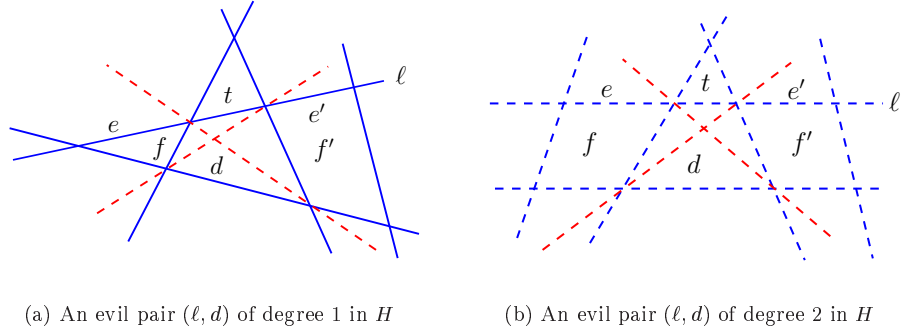 ℓ
t
e
e′
f
f′
d
ℓ
e
t
e′
f
f′
d
(a) An evil pair (ℓ, d) of degree 1 in H
(b) An evil pair (ℓ, d) of degree 2 in H